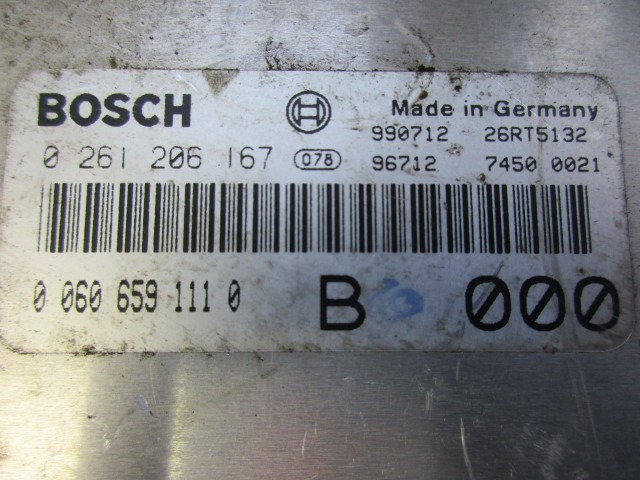 BOSCH Made in Germany
990712 26RT5132
0 261 206 167 078 96712 7450 0021
0 060 659 111 0 B 000